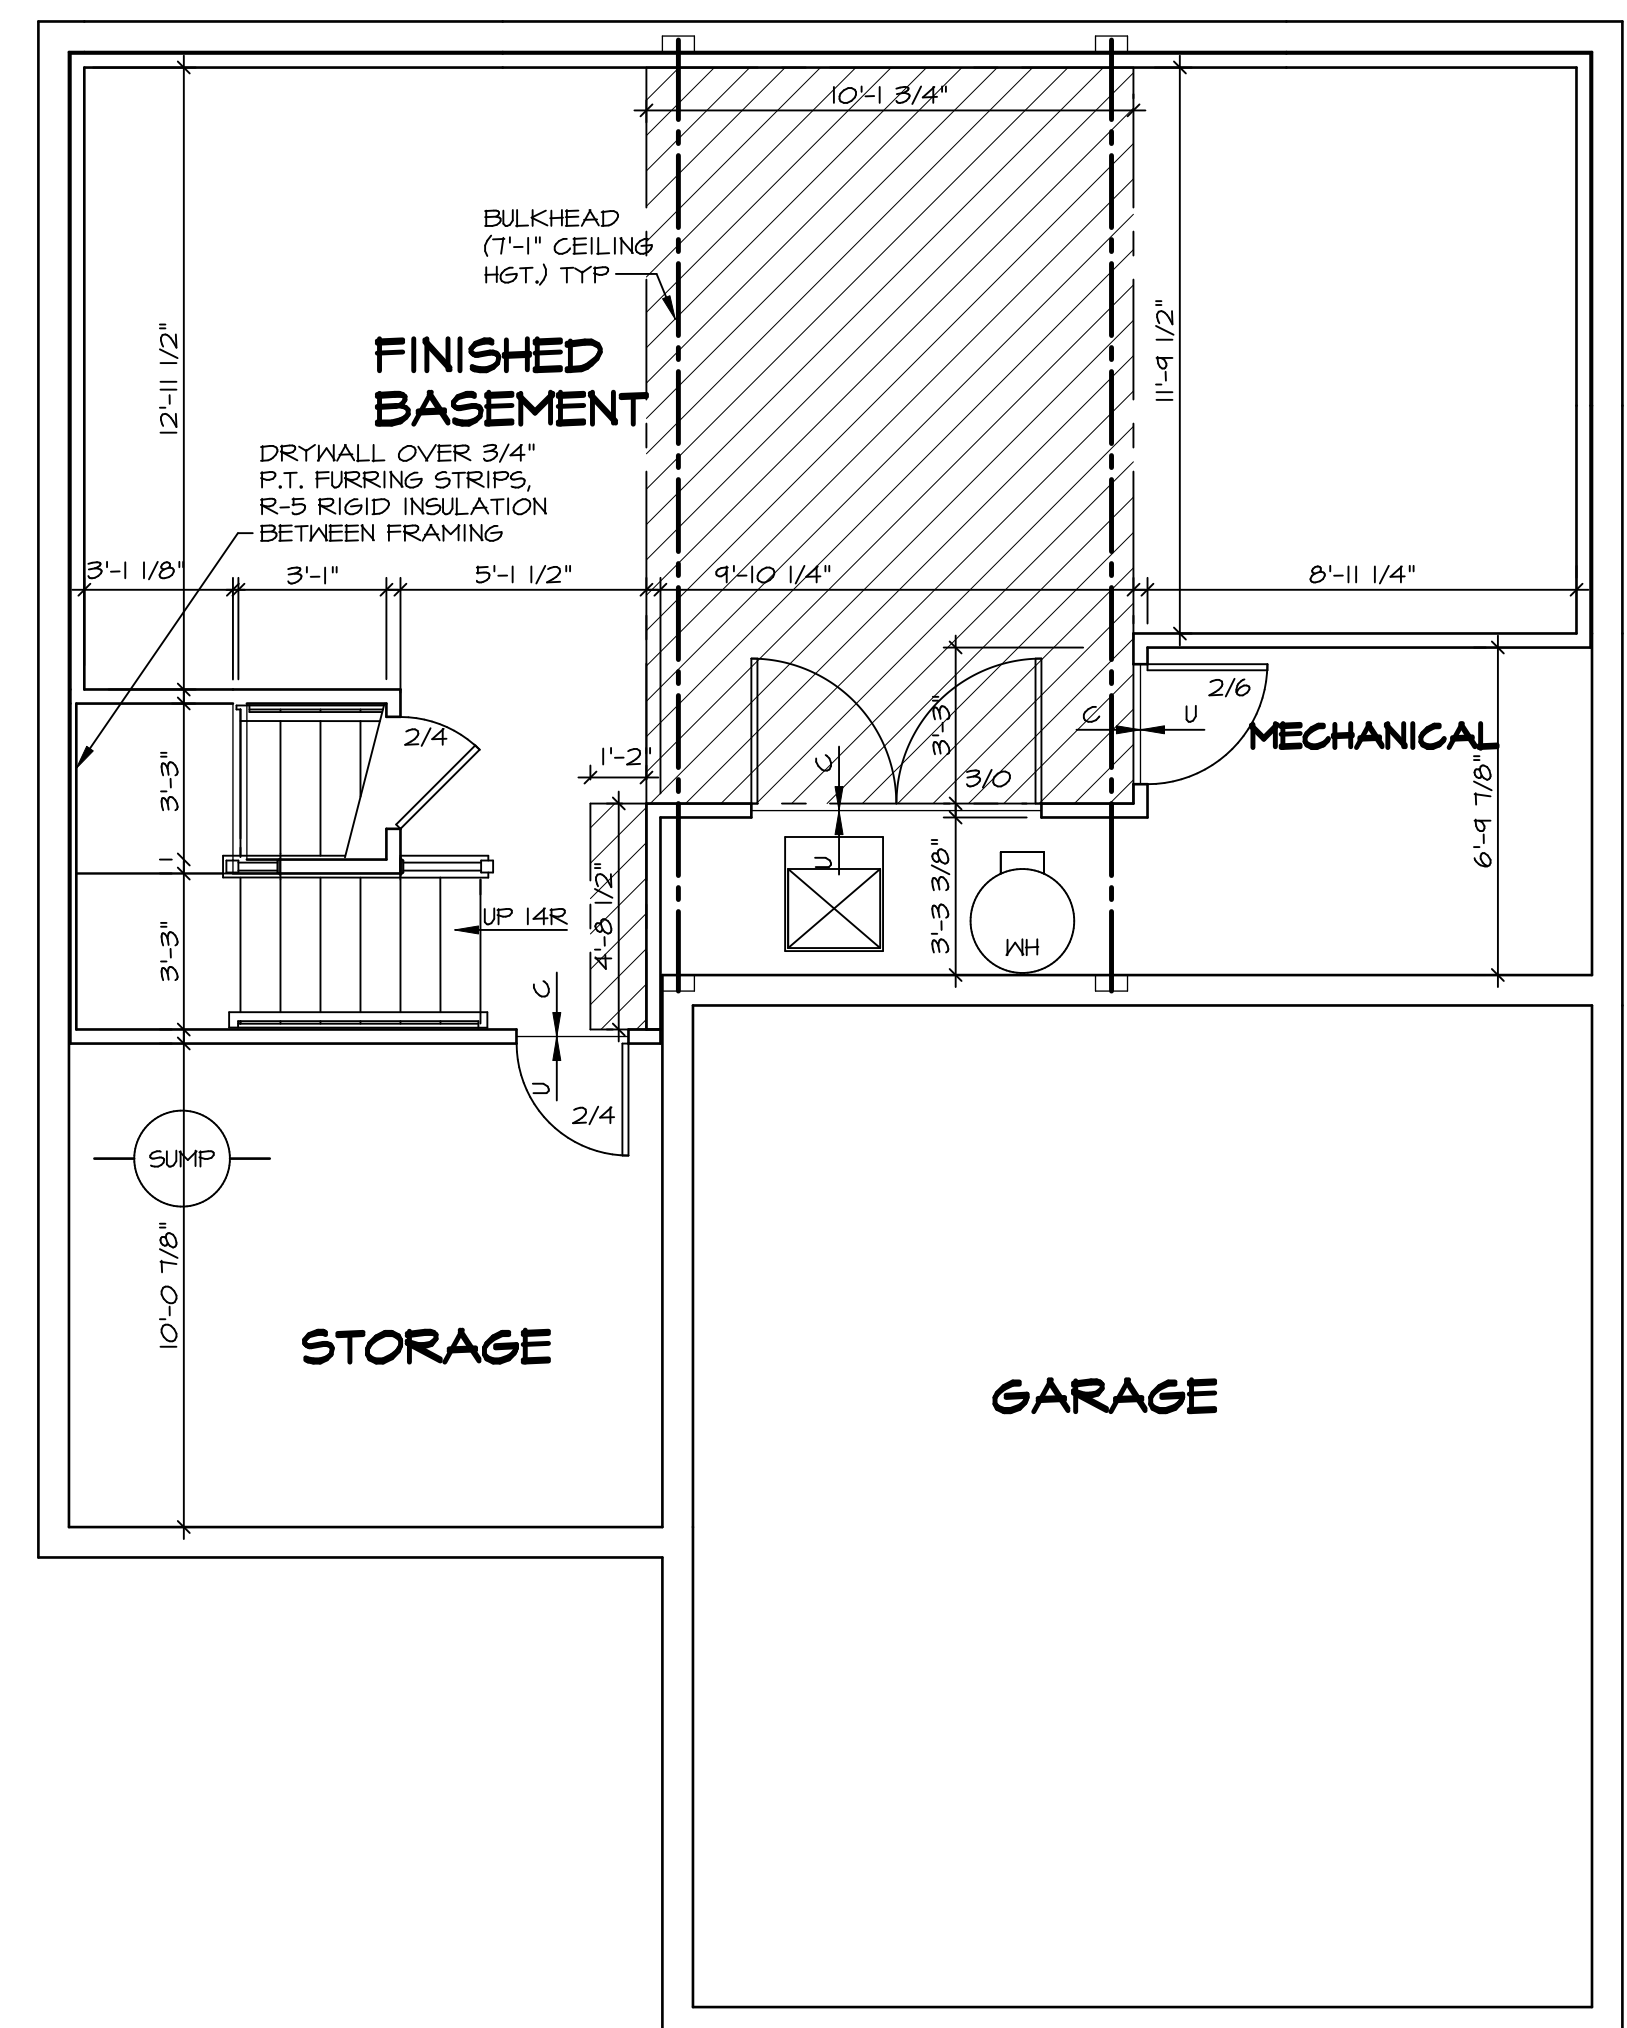 10'-1 3/4"
BULKHEAD
(7'-1" CEILING
HGT.) TYP
FINISHED
BASEMENT
12'-11 1/2"
11'-9 1/2"
DRYWALL OVER 3/4"
P.T. FURRING STRIPS,
R-5 RIGID INSULATION
BETWEEN FRAMING
3'-1 1/8"
3'-1"
5'-1 1/2"
9'-10 1/4"
8'-11 1/4"
2/4
3'-3"
1'-2"
C
U
3'-3"
3/0
C
U
2/6
MECHANICAL
6'-9 7/8"
4'-8 1/2"
3'-3 3/8"
WH
UP 14R
3'-3"
C
U
2/4
SUMP
10'-0 7/8"
STORAGE
GARAGE